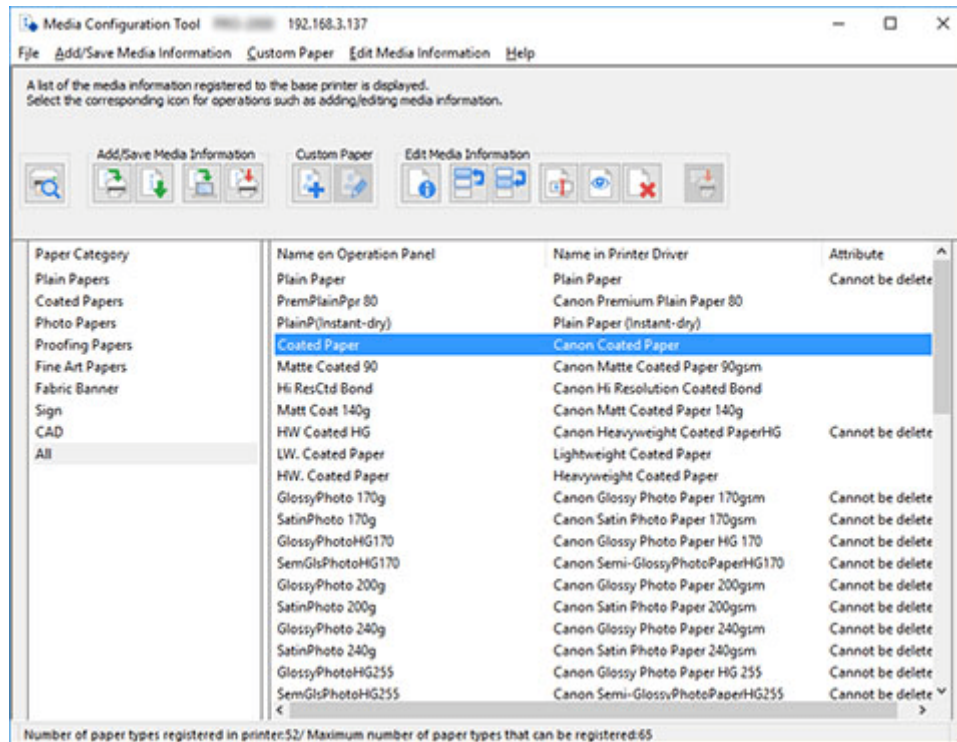 Media Configuration Tool 192.168.3.137
File Add/Save Media Information Custom Paper Edit Media Information Help
A list of the media information registered to the base printer is displayed.
Select the corresponding icon for operations such as adding/editing media information.
Add/Save Media Information Custom Paper Edit Media Information
Paper Category
Plain Papers
Coated Papers
Photo Papers
Proofing Papers
Fine Art Papers
Fabric Banner
Sign
CAD
All
Name on Operation Panel Name in Printer Driver Attribute
Plain Paper Plain Paper Cannot be delete
PremPlainPpr 80 Canon Premium Plain Paper 80
PlainP(Instant-dry) Plain Paper (Instant-dry)
Coated Paper Canon Coated Paper
Matte Coated 90 Canon Matte Coated Paper 90gsm
Hi ResCtd Bond Canon Hi Resolution Coated Bond
Matt Coat 140g Canon Matt Coated Paper 140g
HW Coated HG Canon Heavyweight Coated PaperHG Cannot be delete
LW. Coated Paper Lightweight Coated Paper
HW. Coated Paper Heavyweight Coated Paper
GlossyPhoto 170g Canon Glossy Photo Paper 170gsm Cannot be delete
SatinPhoto 170g Canon Satin Photo Paper 170gsm Cannot be delete
GlossyPhotoHG170 Canon Glossy Photo Paper HG 170 Cannot be delete
SemGlsPhotoHG170 Canon Semi-GlossyPhotoPaperHG170 Cannot be delete
GlossyPhoto 200g Canon Glossy Photo Paper 200gsm Cannot be delete
SatinPhoto 200g Canon Satin Photo Paper 200gsm Cannot be delete
GlossyPhoto 240g Canon Glossy Photo Paper 240gsm Cannot be delete
SatinPhoto 240g Canon Satin Photo Paper 240gsm Cannot be delete
GlossyPhotoHG255 Canon Glossy Photo Paper HG 255 Cannot be delete
SemGlsPhotoHG255 Canon Semi-GlossyPhotoPaperHG255 Cannot be delete
Number of paper types registered in printer:52/ Maximum number of paper types that can be registered:65